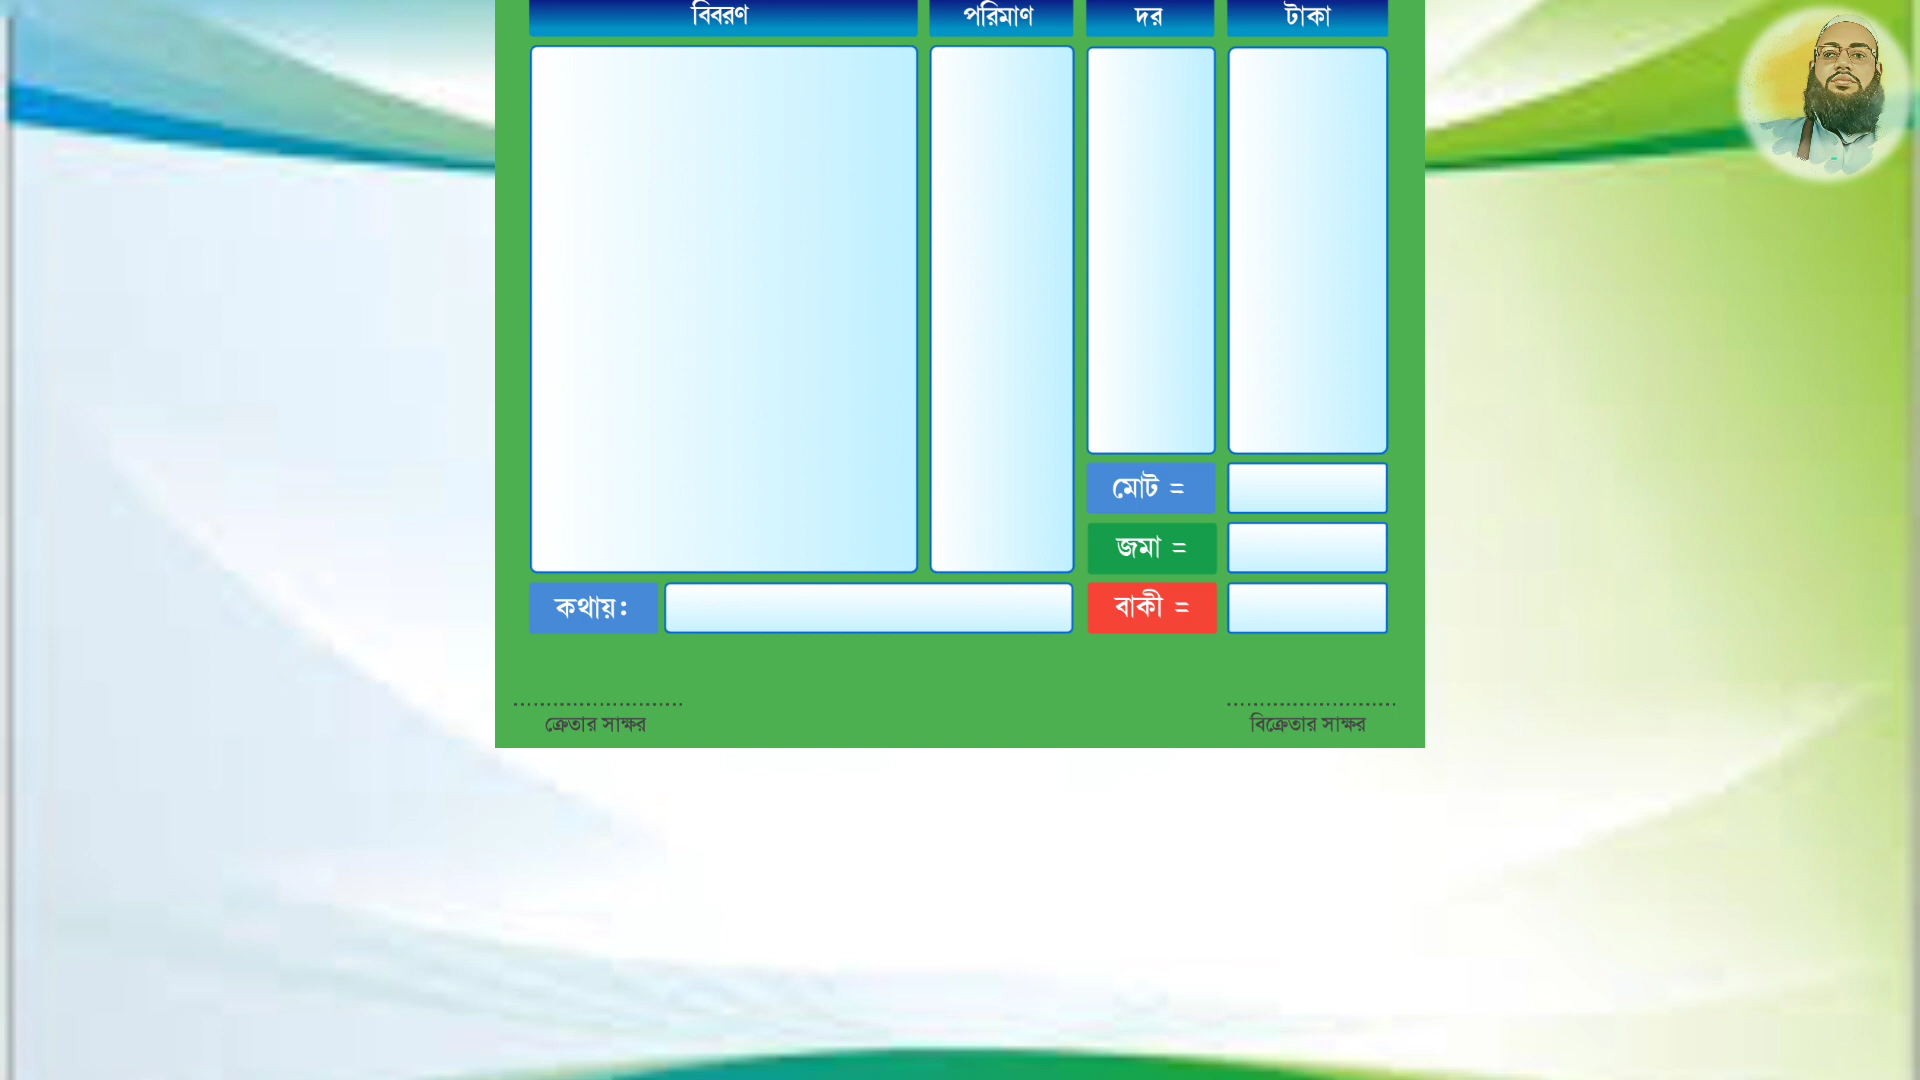 বিবরণ পরিমাণ দর টাকা
মোট =
জমা =
কথায়: বাকী =
ক্রেতার সাক্ষর বিক্রেতার সাক্ষর